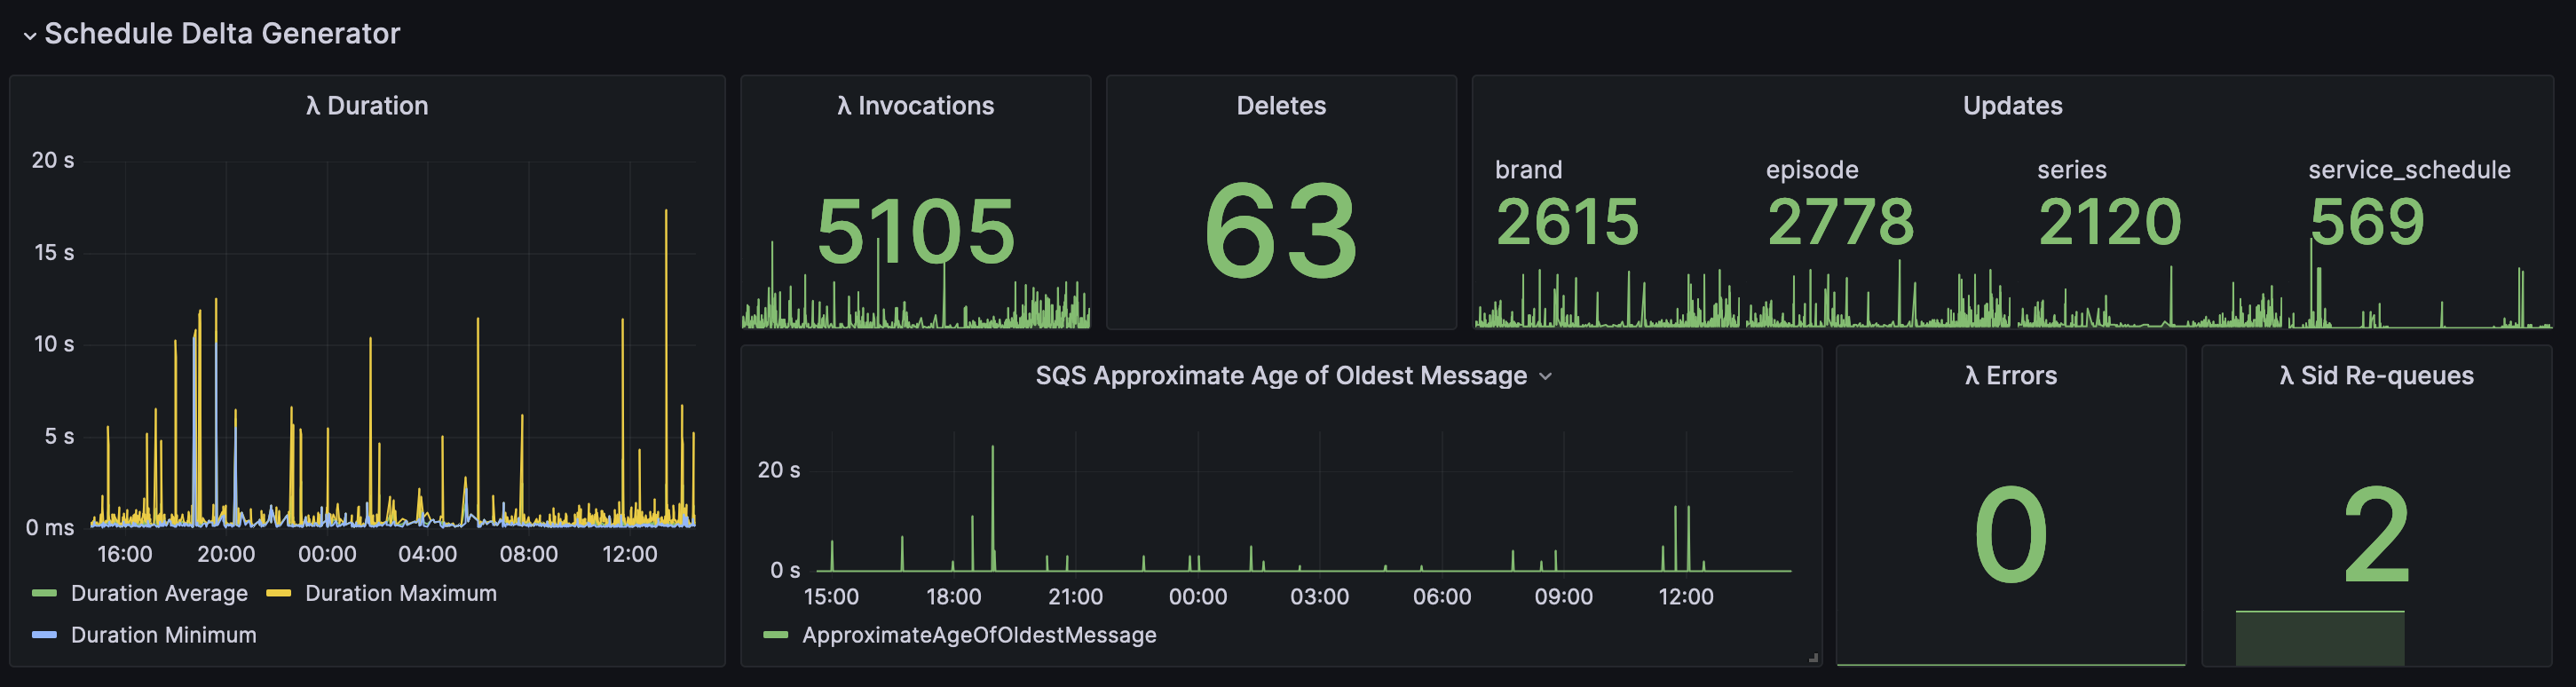 Schedule Delta Generator
λ Duration
20 s
15 s
10 s
5 s
0 ms
16:00 20:00 00:00 04:00 08:00 12:00
Duration Average Duration Maximum
Duration Minimum
λ Invocations
5105
Deletes
63
Updates
brand episode series service_schedule
2615 2778 2120 569
SQS Approximate Age of Oldest Message
20 s
0 s
15:00 18:00 21:00 00:00 03:00 06:00 09:00 12:00
ApproximateAgeOfOldestMessage
λ Errors
0
λ Sid Re-queues
2